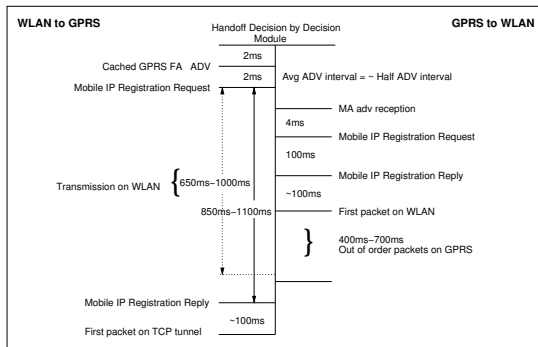 WLAN to GPRS
Handoff Decision by Decision
Module
GPRS to WLAN
2ms
Cached GPRS FA ADV
2ms
Avg ADV interval = ~ Half ADV interval
Mobile IP Registration Request
MA adv reception
4ms
Mobile IP Registration Request
100ms
Mobile IP Registration Reply
Transmission on WLAN
{
650ms−1000ms
~100ms
850ms−1100ms
First packet on WLAN
}
400ms−700ms
Out of order packets on GPRS
Mobile IP Registration Reply
~100ms
First packet on TCP tunnel